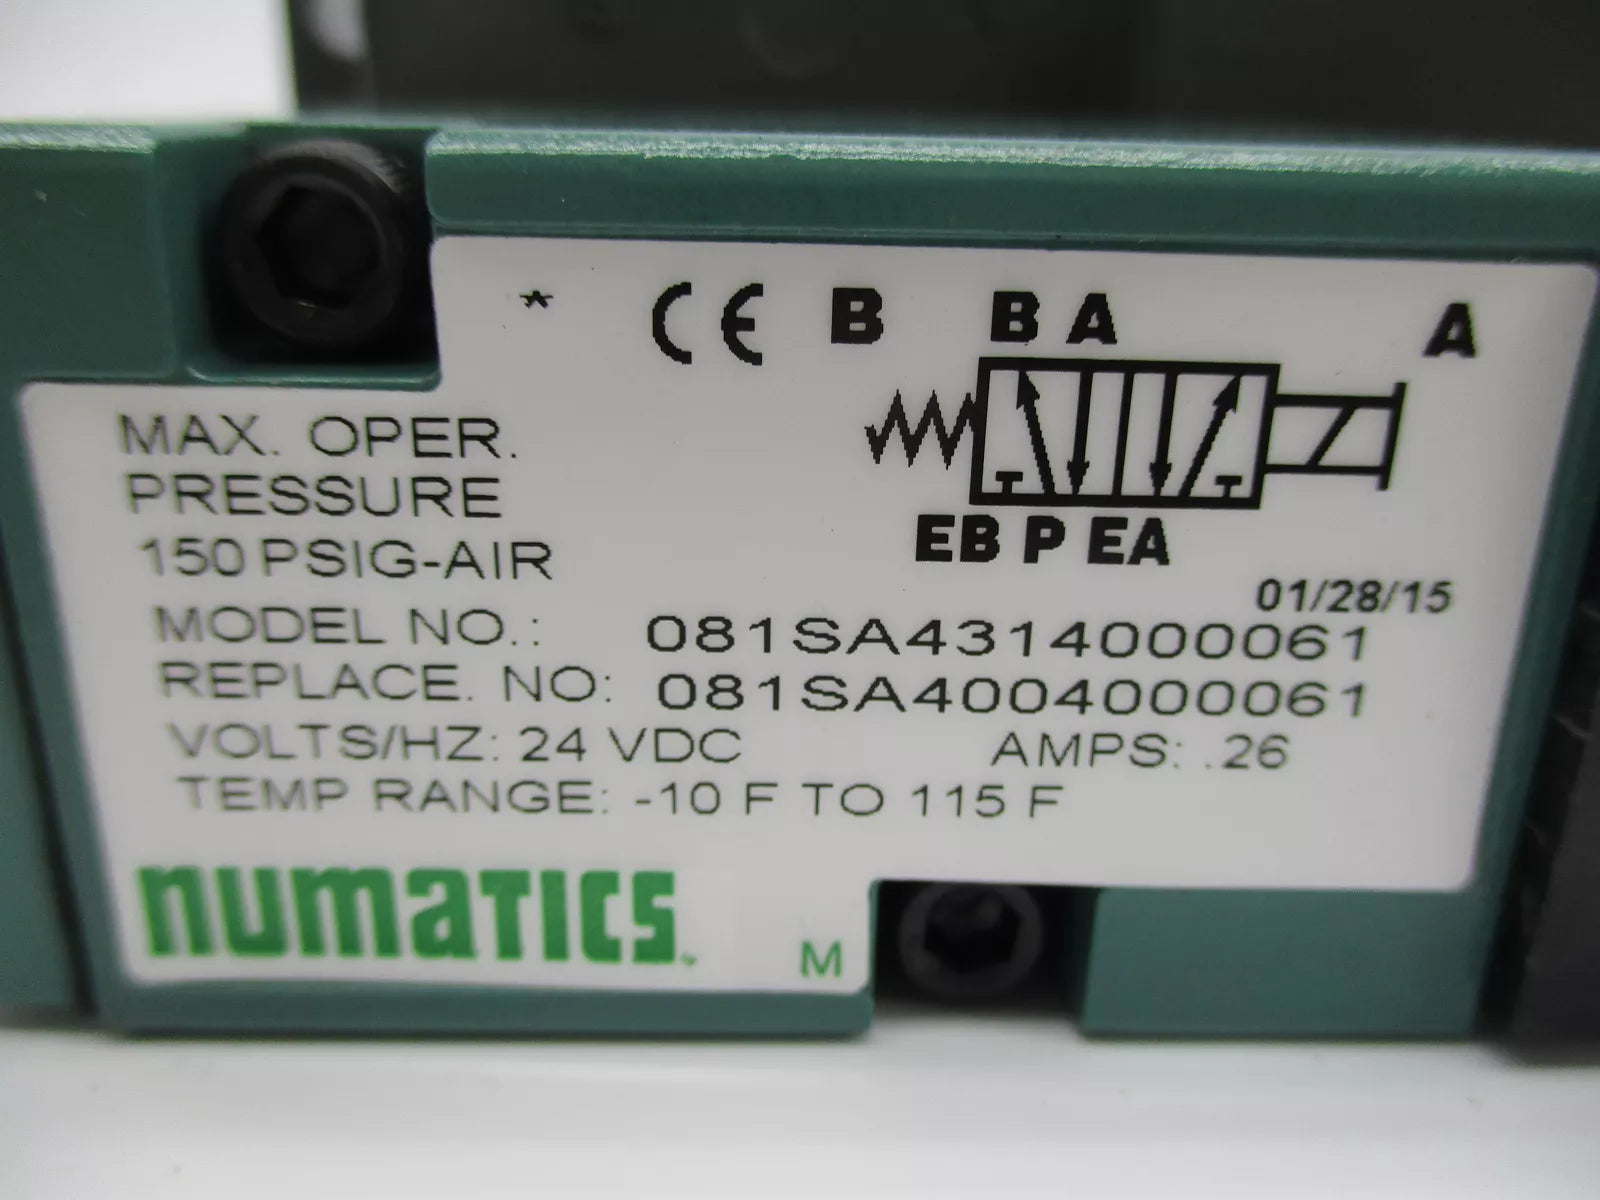 * CE B B A A
MAX. OPER.
PRESSURE
150 PSIG-AIR
EB P EA
01/28/15
MODEL NO.: 081SA4314000061
REPLACE. NO: 081SA4004000061
VOLTS/HZ: 24 VDC AMPS: .26
TEMP RANGE: -10 F TO 115 F
numatics
M